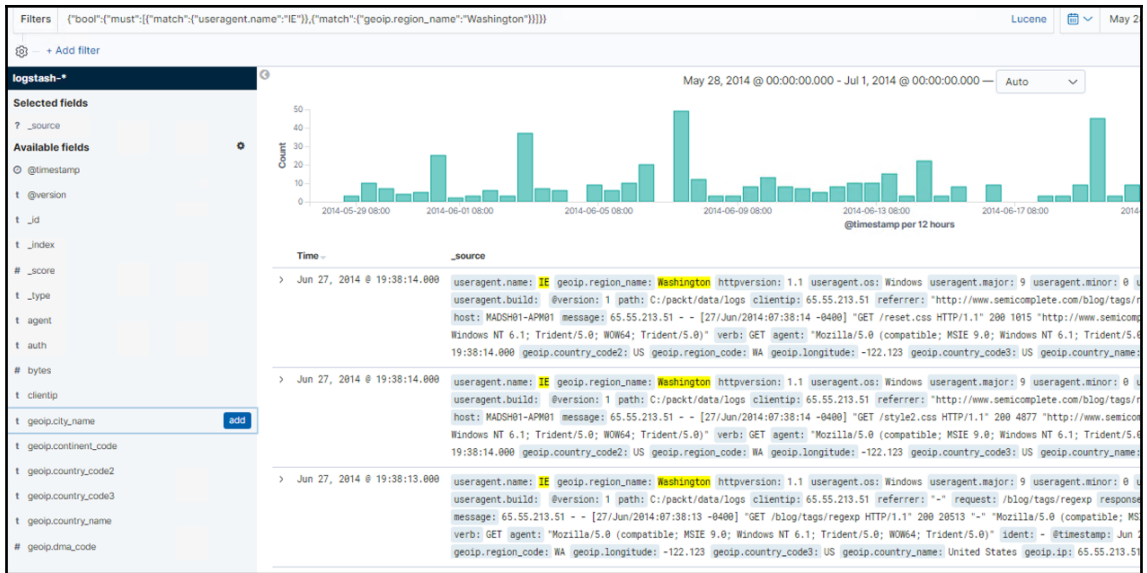 Filters {"bool":{"must":[{"match":{"useragent.name":"IE"}},{"match":{"geoip.region_name":"Washington"}}]}} Lucene May 2
+ Add filter
logstash-*
Selected fields
? _source
Available fields
@timestamp
t @version
t _id
t _index
# _score
t _type
t agent
t auth
# bytes
t clientip
t geoip.city_name add
t geoip.continent_code
t geoip.country_code2
t geoip.country_code3
t geoip.country_name
# geoip.dma_code
May 28, 2014 @ 00:00:00.000 - Jul 1, 2014 @ 00:00:00.000 — Auto
Count
50
40
30
20
10
0
2014-05-29 08:00 2014-06-01 08:00 2014-06-05 08:00 2014-06-09 08:00 2014-06-13 08:00 2014-06-17 08:00 2014
@timestamp per 12 hours
Time _source
> Jun 27, 2014 @ 19:38:14.000 useragent.name: IE geoip.region_name: Washington httpversion: 1.1 useragent.os: Windows useragent.major: 9 useragent.minor: 0
useragent.build: @version: 1 path: C:/packt/data/logs clientip: 65.55.213.51 referrer: "http://www.semicomplete.com/blog/tags/
host: MADSH01-APM01 message: 65.55.213.51 - - [27/Jun/2014:07:38:14 -0400] "GET /reset.css HTTP/1.1" 200 1015 "http://www.semicomp
Windows NT 6.1; Trident/5.0; WOW64; Trident/5.0)" verb: GET agent: "Mozilla/5.0 (compatible; MSIE 9.0; Windows NT 6.1; Trident/5.0
19:38:14.000 geoip.country_code2: US geoip.region_code: WA geoip.longitude: -122.123 geoip.country_code3: US geoip.country_name:
> Jun 27, 2014 @ 19:38:14.000 useragent.name: IE geoip.region_name: Washington httpversion: 1.1 useragent.os: Windows useragent.major: 9 useragent.minor: 0
useragent.build: @version: 1 path: C:/packt/data/logs clientip: 65.55.213.51 referrer: "http://www.semicomplete.com/blog/tags/
host: MADSH01-APM01 message: 65.55.213.51 - - [27/Jun/2014:07:38:14 -0400] "GET /style2.css HTTP/1.1" 200 4877 "http://www.semicom
Windows NT 6.1; Trident/5.0; WOW64; Trident/5.0)" verb: GET agent: "Mozilla/5.0 (compatible; MSIE 9.0; Windows NT 6.1; Trident/5.0
19:38:14.000 geoip.country_code2: US geoip.region_code: WA geoip.longitude: -122.123 geoip.country_code3: US geoip.country_name:
> Jun 27, 2014 @ 19:38:13.000 useragent.name: IE geoip.region_name: Washington httpversion: 1.1 useragent.os: Windows useragent.major: 9 useragent.minor: 0
useragent.build: @version: 1 path: C:/packt/data/logs clientip: 65.55.213.51 referrer: "-" request: /blog/tags/regexp response
message: 65.55.213.51 - - [27/Jun/2014:07:38:13 -0400] "GET /blog/tags/regexp HTTP/1.1" 200 20513 "-" "Mozilla/5.0 (compatible; MS
verb: GET agent: "Mozilla/5.0 (compatible; MSIE 9.0; Windows NT 6.1; Trident/5.0; WOW64; Trident/5.0)" ident: - @timestamp: Jun 2
geoip.region_code: WA geoip.longitude: -122.123 geoip.country_code3: US geoip.country_name: United States geoip.ip: 65.55.213.51